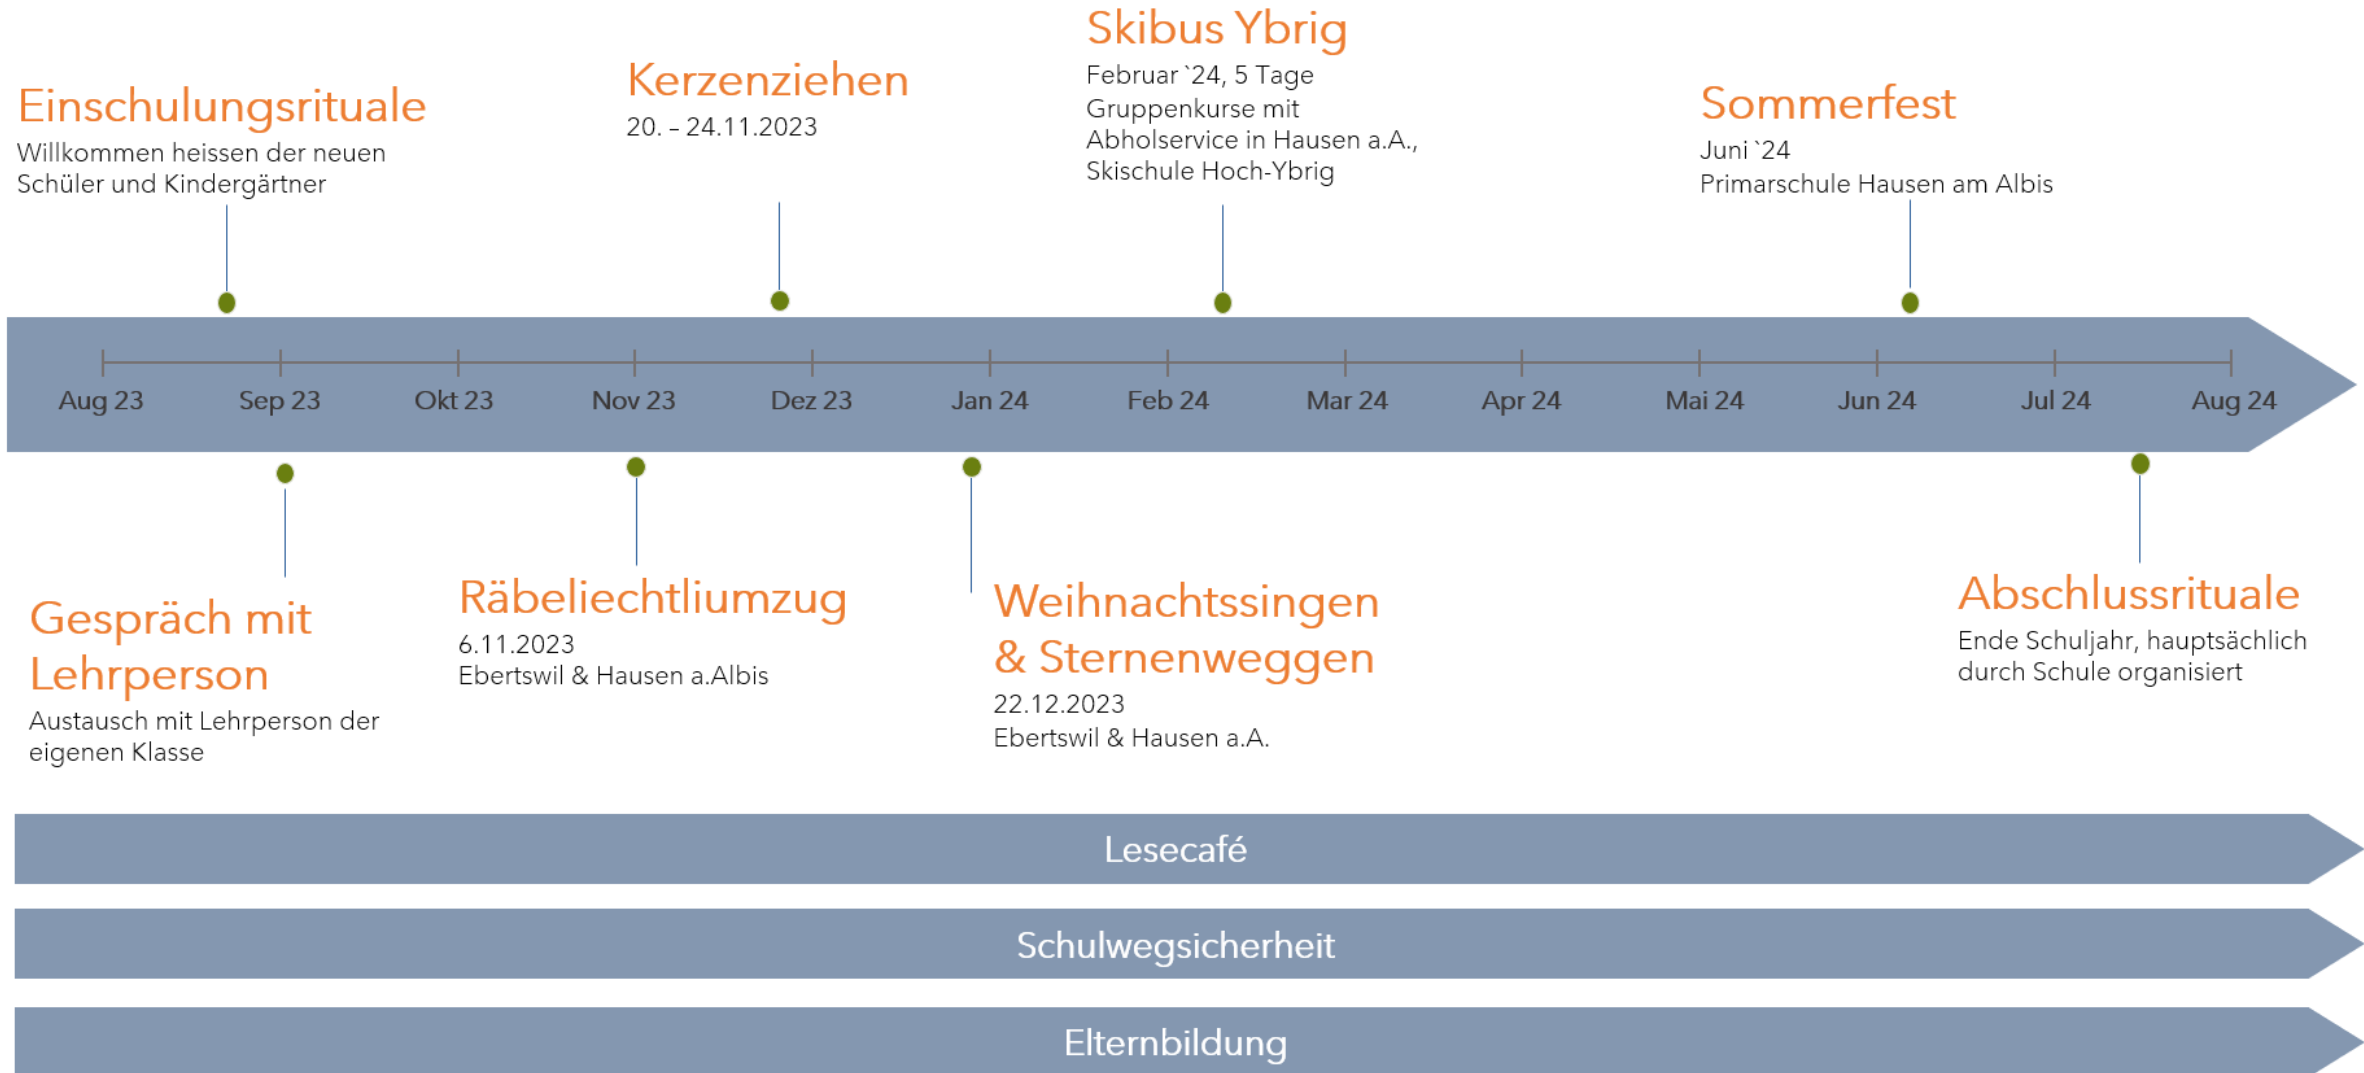 Einschulungsrituale
Willkommen heissen der neuen
Schüler und Kindergärtner
Kerzenziehen
20. – 24.11.2023
Skibus Ybrig
Februar `24, 5 Tage
Gruppenkurse mit
Abholservice in Hausen a.A.,
Skischule Hoch-Ybrig
Sommerfest
Juni `24
Primarschule Hausen am Albis
Aug 23 Sep 23 Okt 23 Nov 23 Dez 23 Jan 24 Feb 24 Mar 24 Apr 24 Mai 24 Jun 24 Jul 24 Aug 24
Gespräch mit
Lehrperson
Austausch mit Lehrperson der
eigenen Klasse
Räbeliechtliumzug
6.11.2023
Ebertswil & Hausen a.Albis
Weihnachtssingen
& Sternenweggen
22.12.2023
Ebertswil & Hausen a.A.
Abschlussrituale
Ende Schuljahr, hauptsächlich
durch Schule organisiert
Lesecafé
Schulwegsicherheit
Elternbildung